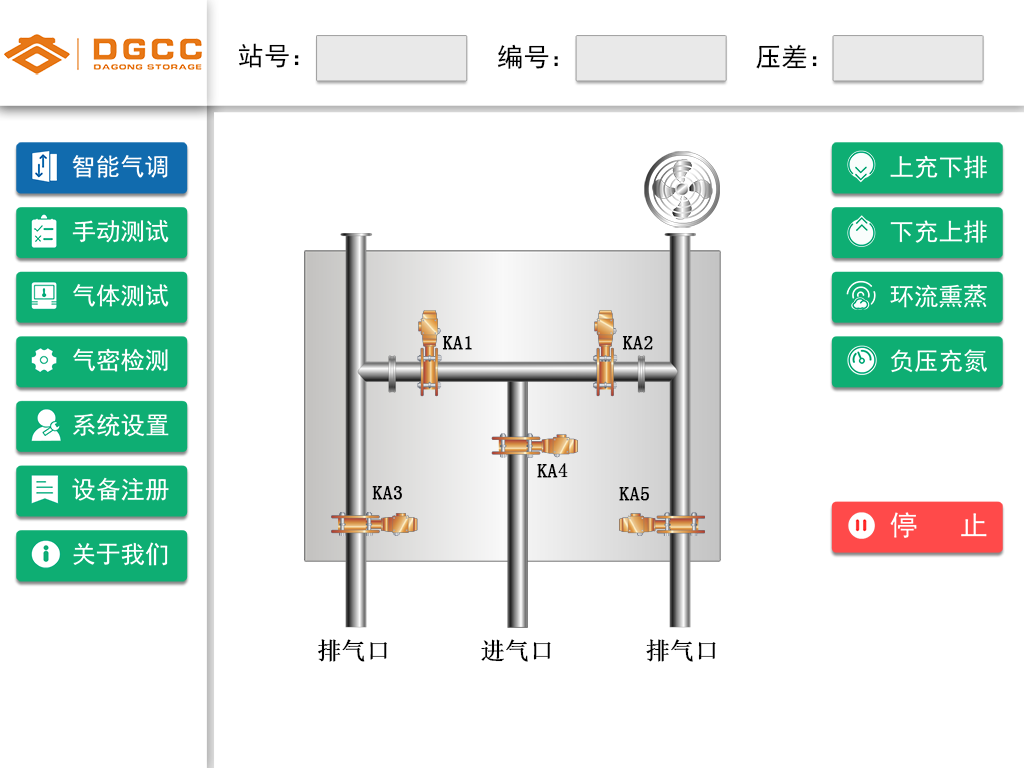 DGCC
DAGONG STORAGE
站号：
编号：
压差：
智能气调
手动测试
气体测试
气密检测
系统设置
设备注册
关于我们
KA1
KA2
KA4
KA3
KA5
排气口
进气口
排气口
上充下排
下充上排
环流熏蒸
负压充氮
停 止